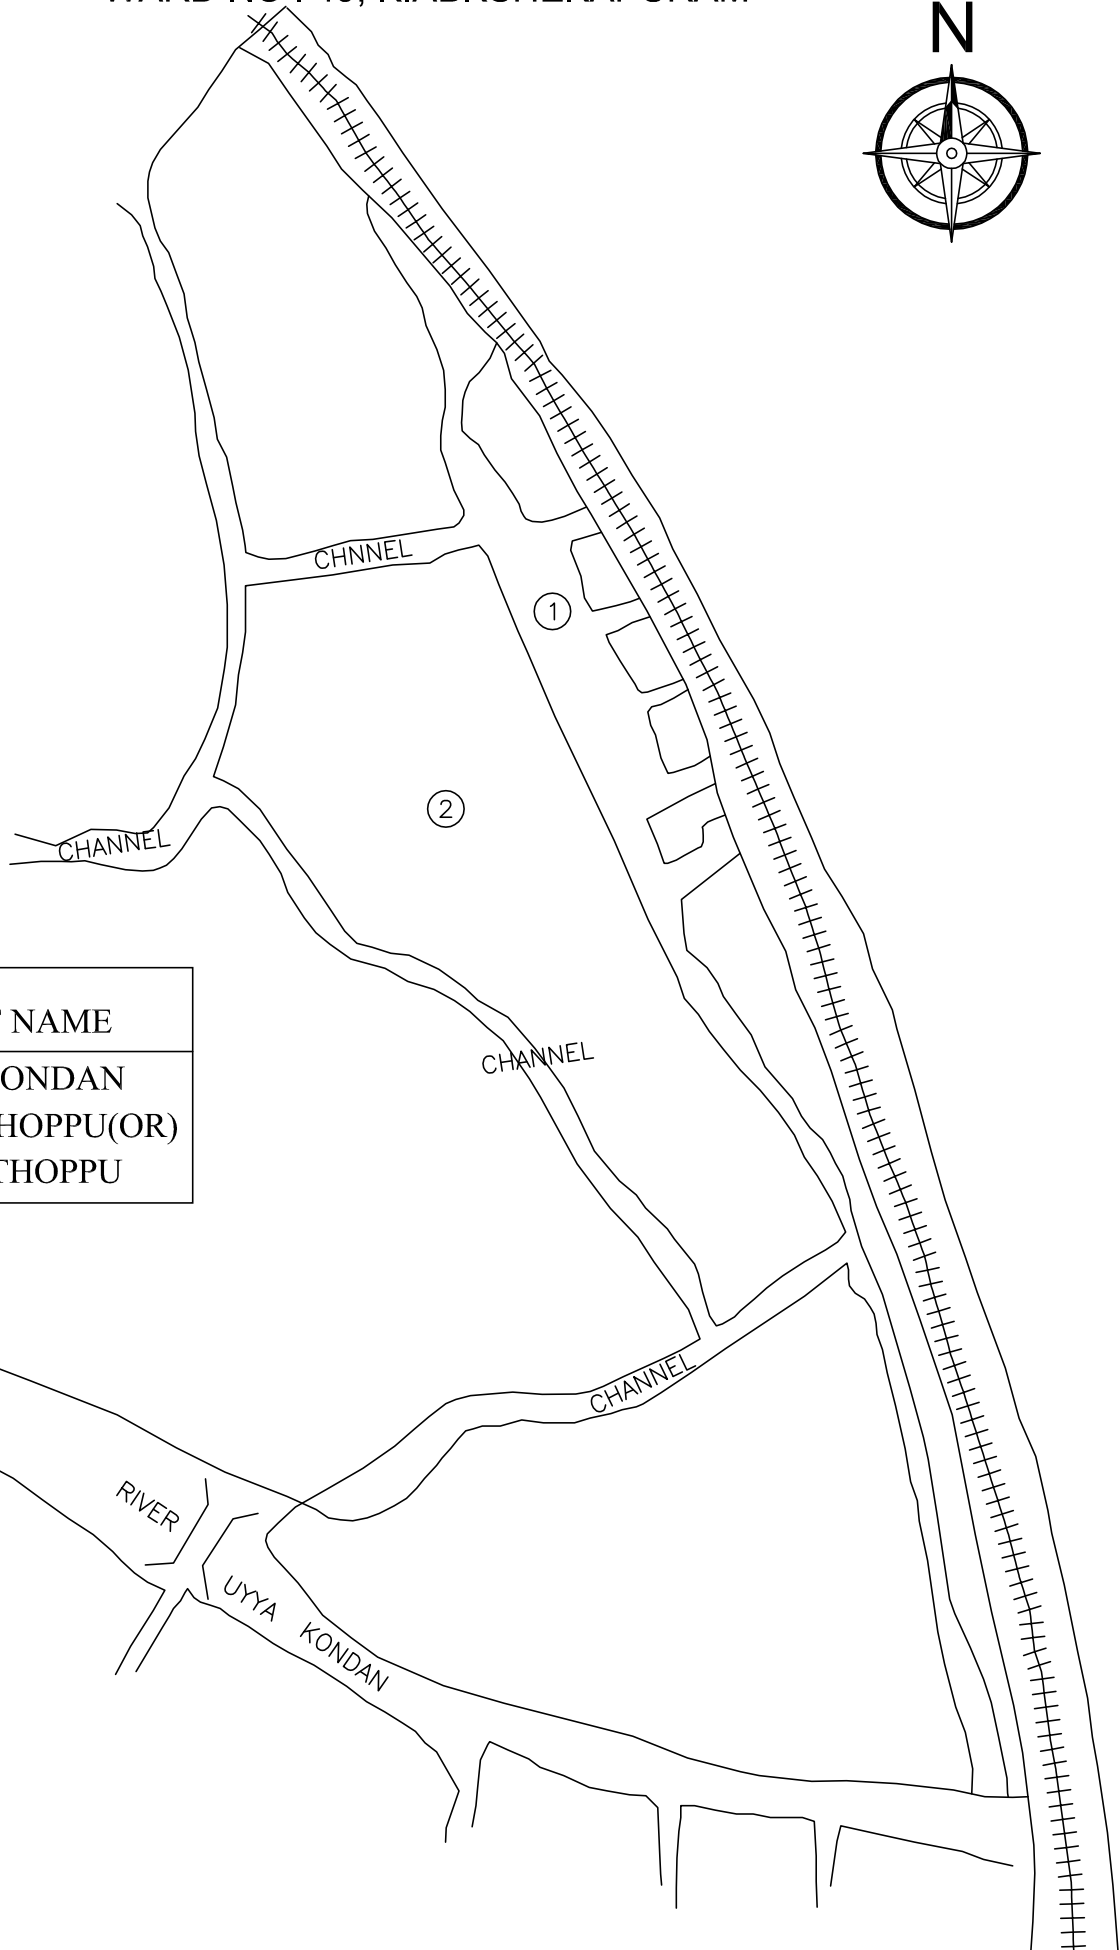 N
CHNNEL
1
2
CHANNEL
NAME
ONDAN
HOPPU(OR)
THOPPU
CHANNEL
CHANNEL
RIVER
UYYA KONDAN